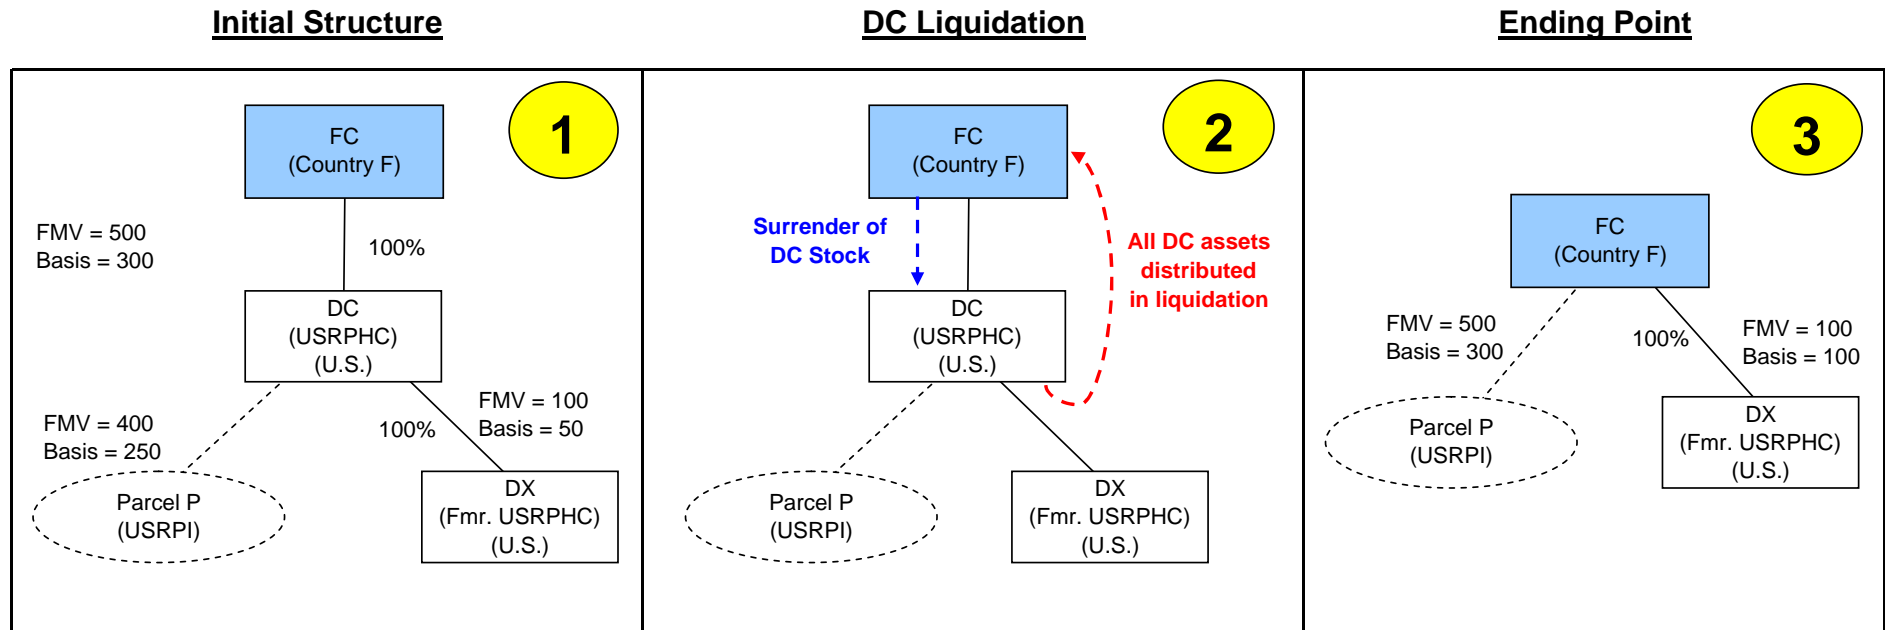 Initial Structure
DC Liquidation
Ending Point
1
FC
(Country F)
FMV = 500
Basis = 300
100%
DC
(USRPHC)
(U.S.)
FMV = 400
Basis = 250
100%
FMV = 100
Basis = 50
Parcel P
(USRPI)
DX
(Fmr. USRPHC)
(U.S.)
2
FC
(Country F)
Surrender of
DC Stock
All DC assets
distributed
in liquidation
DC
(USRPHC)
(U.S.)
Parcel P
(USRPI)
DX
(Fmr. USRPHC)
(U.S.)
3
FC
(Country F)
FMV = 500
Basis = 300
100%
FMV = 100
Basis = 100
Parcel P
(USRPI)
DX
(Fmr. USRPHC)
(U.S.)